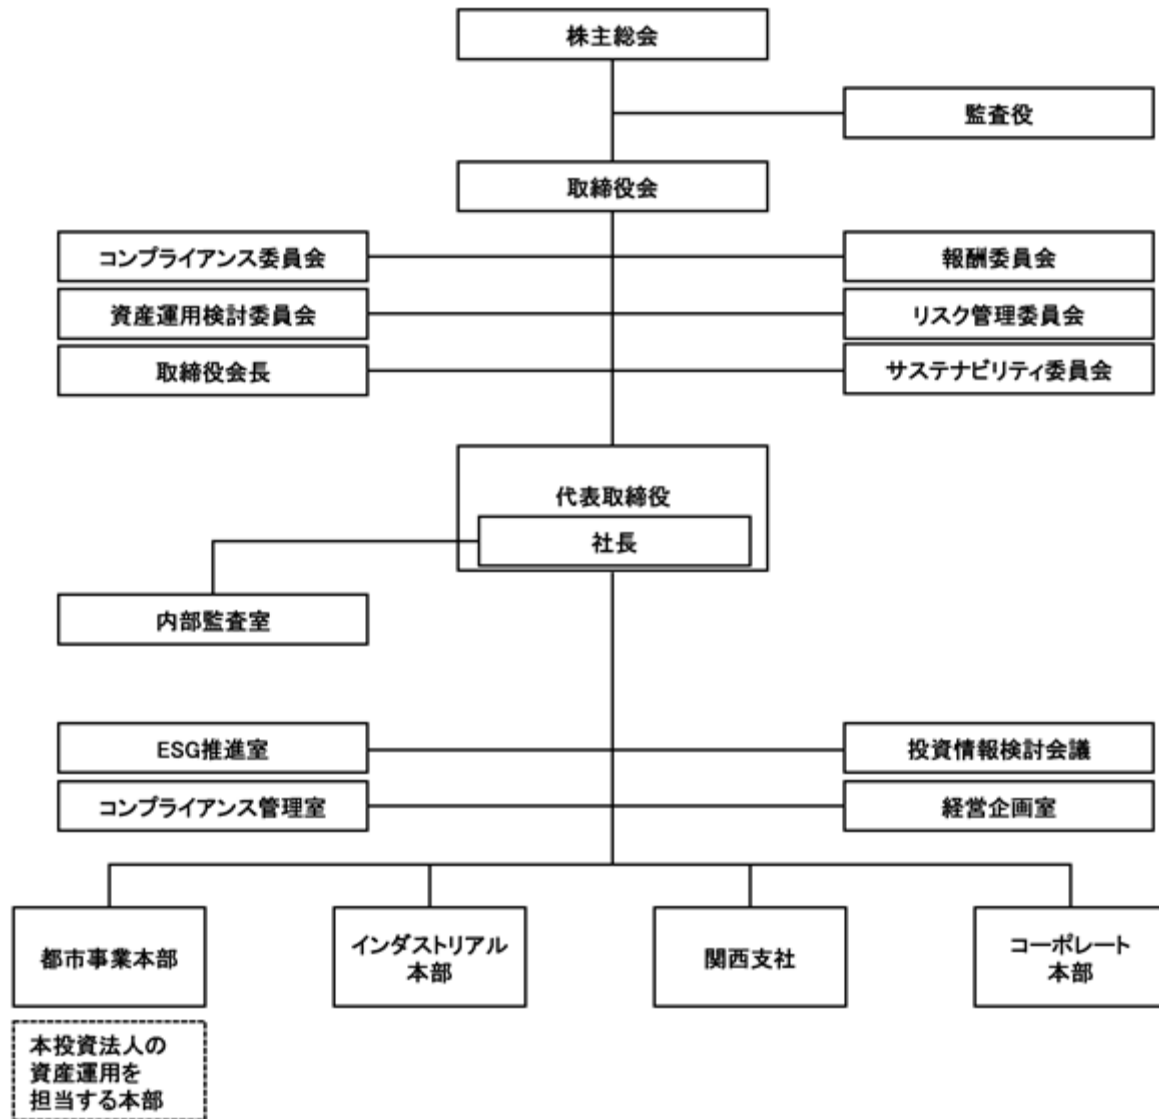 株主総会
監査役
取締役会
コンプライアンス委員会
報酬委員会
資産運用検討委員会
リスク管理委員会
取締役会長
サステナビリティ委員会
代表取締役
社長
内部監査室
ESG推進室
投資情報検討会議
コンプライアンス管理室
経営企画室
都市事業本部
インダストリアル
本部
関西支社
コーポレート
本部
本投資法人の
資産運用を
担当する本部